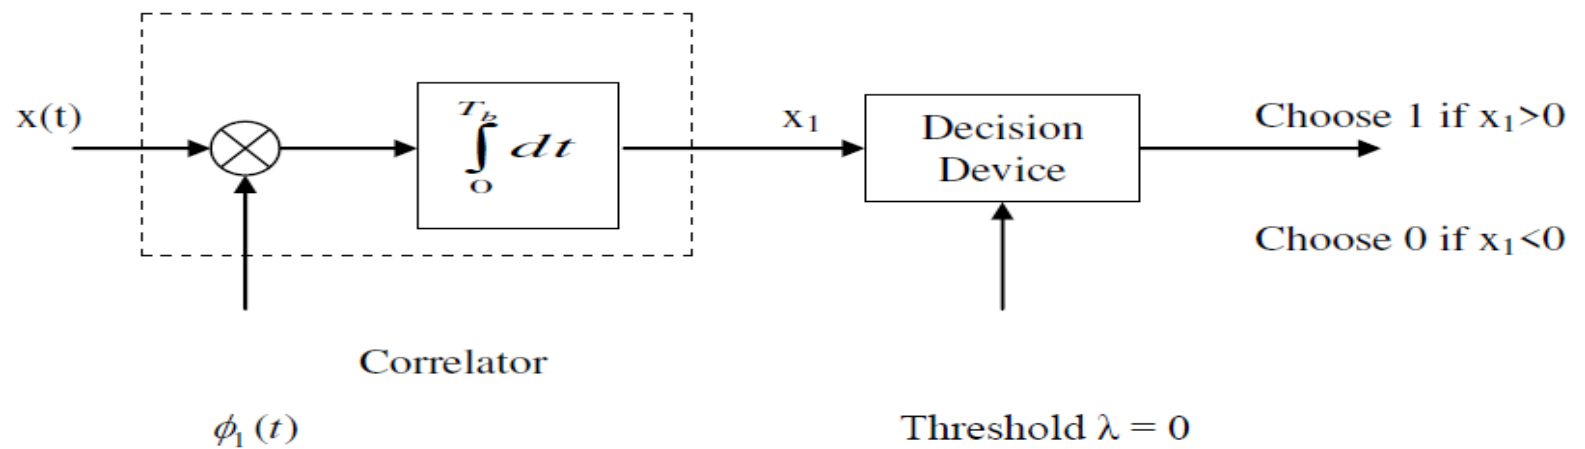 x(t)
T_b
∫ dt
0
x₁
Decision
Device
Choose 1 if x₁>0
Choose 0 if x₁<0
Correlator
ϕ₁(t)
Threshold λ = 0